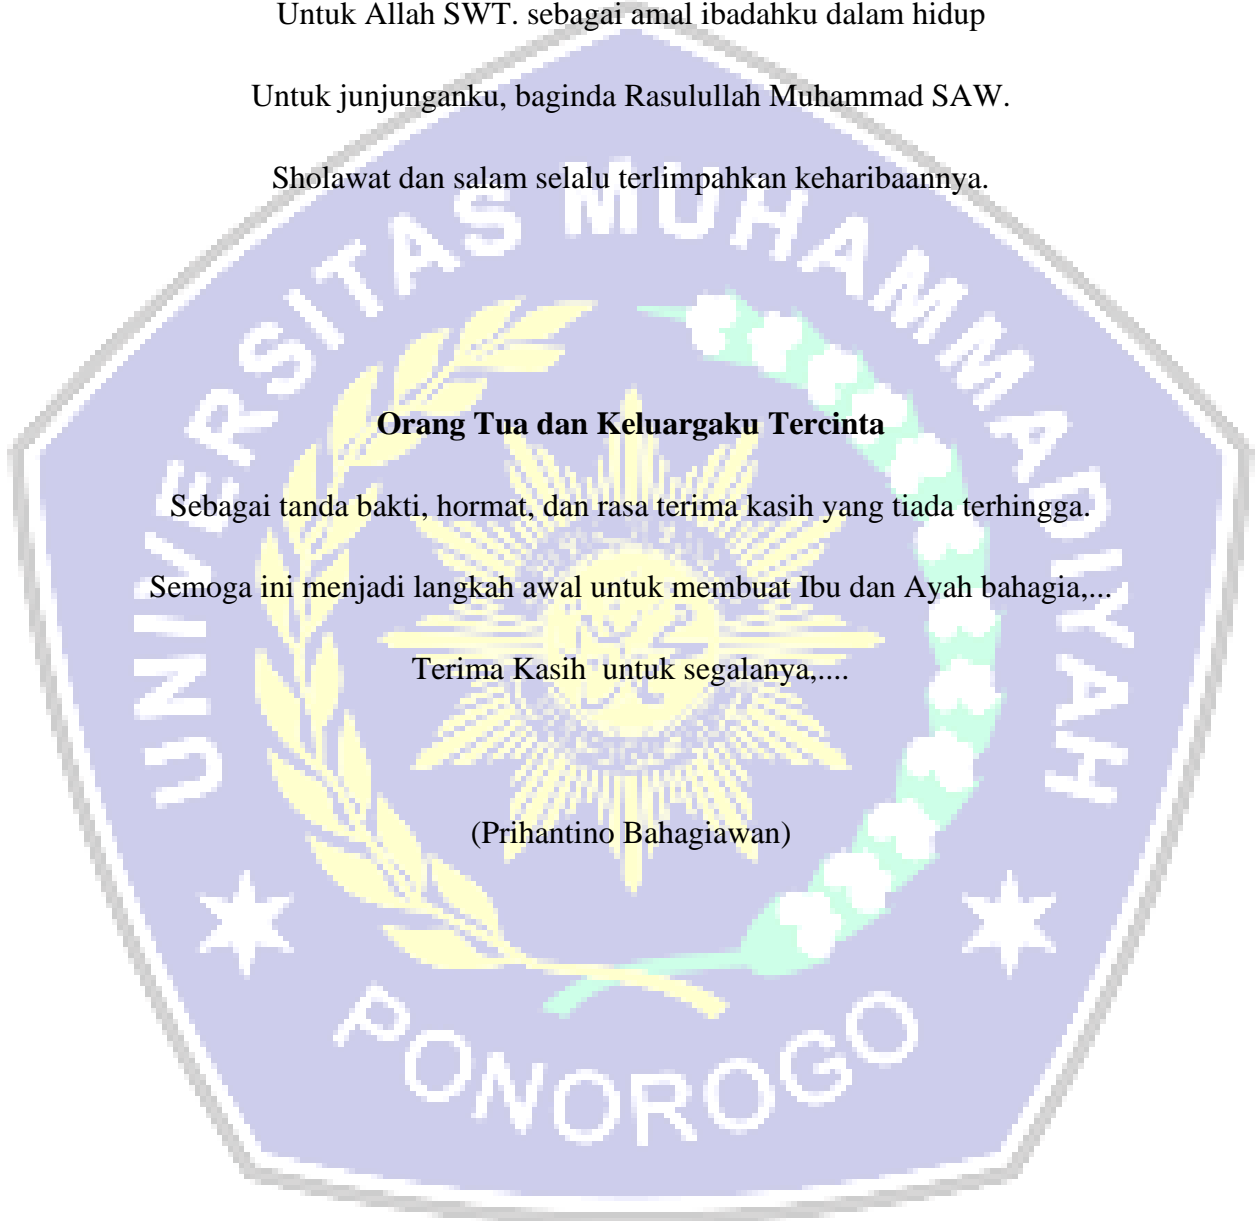 Untuk Allah SWT. sebagai amal ibadahku dalam hidup
Untuk junjunganku, baginda Rasulullah Muhammad SAW.
Sholawat dan salam selalu terlimpahkan keharibaannya.
Orang Tua dan Keluargaku Tercinta
Sebagai tanda bakti, hormat, dan rasa terima kasih yang tiada terhingga.
Semoga ini menjadi langkah awal untuk membuat Ibu dan Ayah bahagia,...
Terima Kasih  untuk segalanya,....
(Prihantino Bahagiawan)
UNIVERSITAS MUHAMMADIYAH
PONOROGO